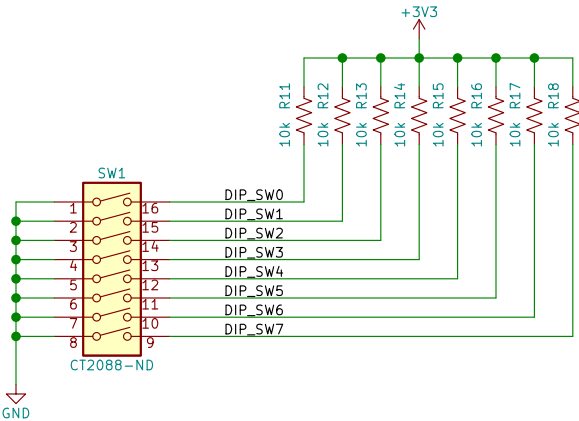 +3V3
10k R11
10k R12
10k R13
10k R14
10k R15
10k R16
10k R17
10k R18
SW1
1 16 DIP_SW0
2 15 DIP_SW1
3 14 DIP_SW2
4 13 DIP_SW3
5 12 DIP_SW4
6 11 DIP_SW5
7 10 DIP_SW6
8 9 DIP_SW7
CT2088-ND
GND